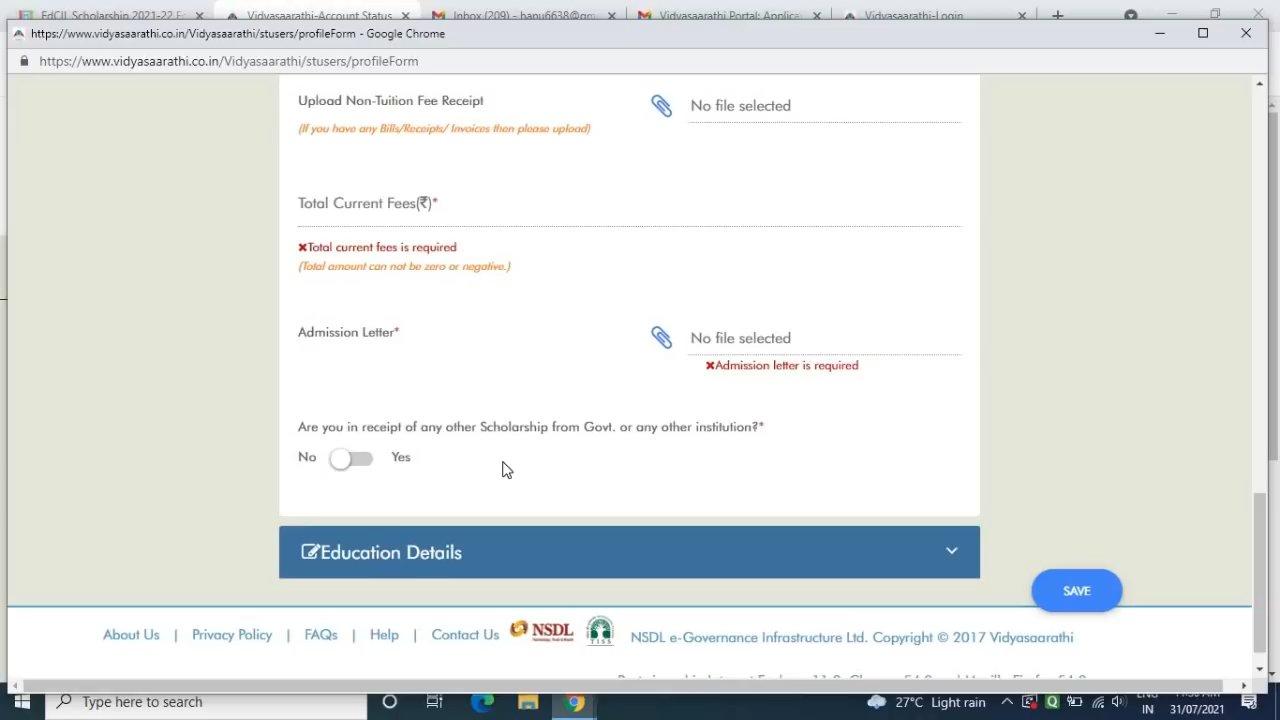 EdCIL Scholarship 2021-22 F
Vidyasaarathi-Account Status
Inbox (209) - hanu6638@gm
Vidyasaarathi Portal: Applicat
Vidyasaarathi-Login
https://www.vidyasaarathi.co.in/Vidyasaarathi/stusers/profileForm - Google Chrome
https://www.vidyasaarathi.co.in/Vidyasaarathi/stusers/profileForm
Upload Non-Tuition Fee Receipt
No file selected
(If you have any Bills/Receipts/ Invoices then please upload)
Total Current Fees(₹)*
✖Total current fees is required
(Total amount can not be zero or negative.)
Admission Letter*
No file selected
✖Admission letter is required
Are you in receipt of any other Scholarship from Govt. or any other institution?*
No Yes
Education Details
SAVE
About Us | Privacy Policy | FAQs | Help | Contact Us
NSDL
TISS
NSDL e-Governance Infrastructure Ltd. Copyright © 2017 Vidyasaarathi
Type here to search
27°C Light rain
ENG
IN
31/07/2021